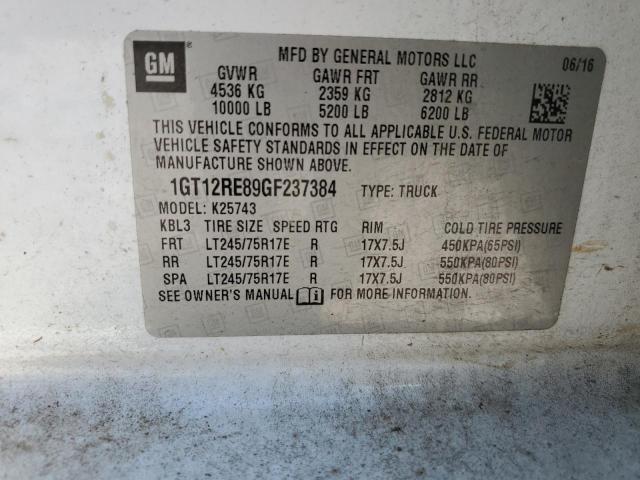 GM MFD BY GENERAL MOTORS LLC 06/16
GVWR GAWR FRT GAWR RR
4536 KG 2359 KG 2812 KG
10000 LB 5200 LB 6200 LB
THIS VEHICLE CONFORMS TO ALL APPLICABLE U.S. FEDERAL MOTOR
VEHICLE SAFETY STANDARDS IN EFFECT ON THE DATE OF
MANUFACTURE SHOWN ABOVE.
1GT12RE89GF237384 TYPE: TRUCK
MODEL: K25743
KBL3 TIRE SIZE SPEED RTG RIM COLD TIRE PRESSURE
FRT LT245/75R17E R 17X7.5J 450KPA(65PSI)
RR LT245/75R17E R 17X7.5J 550KPA(80PSI)
SPA LT245/75R17E R 17X7.5J 550KPA(80PSI)
SEE OWNER'S MANUAL FOR MORE INFORMATION.